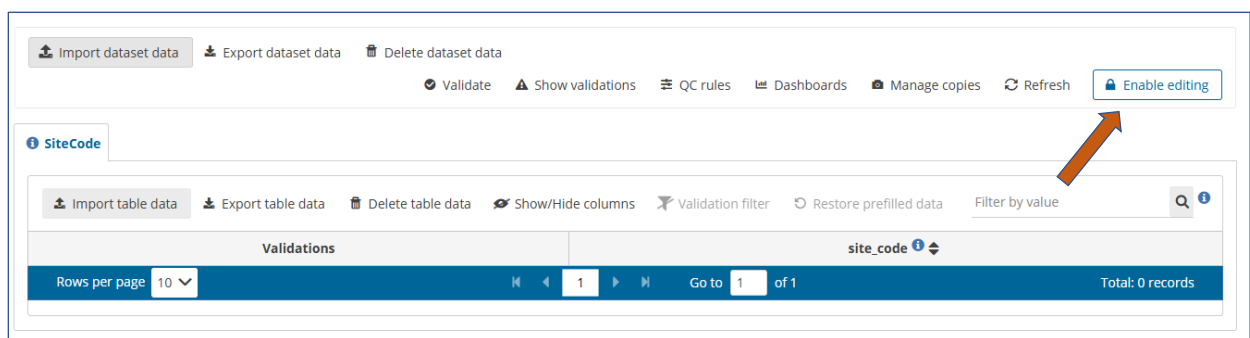 Import dataset data Export dataset data Delete dataset data
Validate Show validations QC rules Dashboards Manage copies Refresh Enable editing
SiteCode
Import table data Export table data Delete table data Show/Hide columns Validation filter Restore prefilled data Filter by value
Validations site_code
Rows per page 10 1 Go to 1 of 1 Total: 0 records